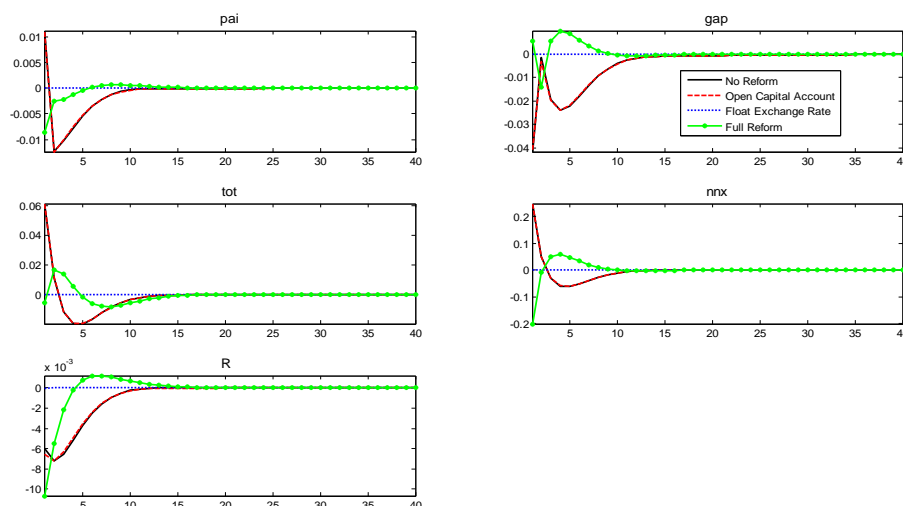 pai
0.01
0.005
0
-0.005
-0.01
5 10 15 20 25 30 35 40
gap
0
-0.01
-0.02
-0.03
-0.04
No Reform
Open Capital Account
Float Exchange Rate
Full Reform
5 10 15 20 25 30 35 40
tot
0.06
0.04
0.02
0
5 10 15 20 25 30 35 40
nnx
0.2
0.1
0
-0.1
-0.2
5 10 15 20 25 30 35 40
R
x 10⁻³
0
-2
-4
-6
-8
-10
5 10 15 20 25 30 35 40